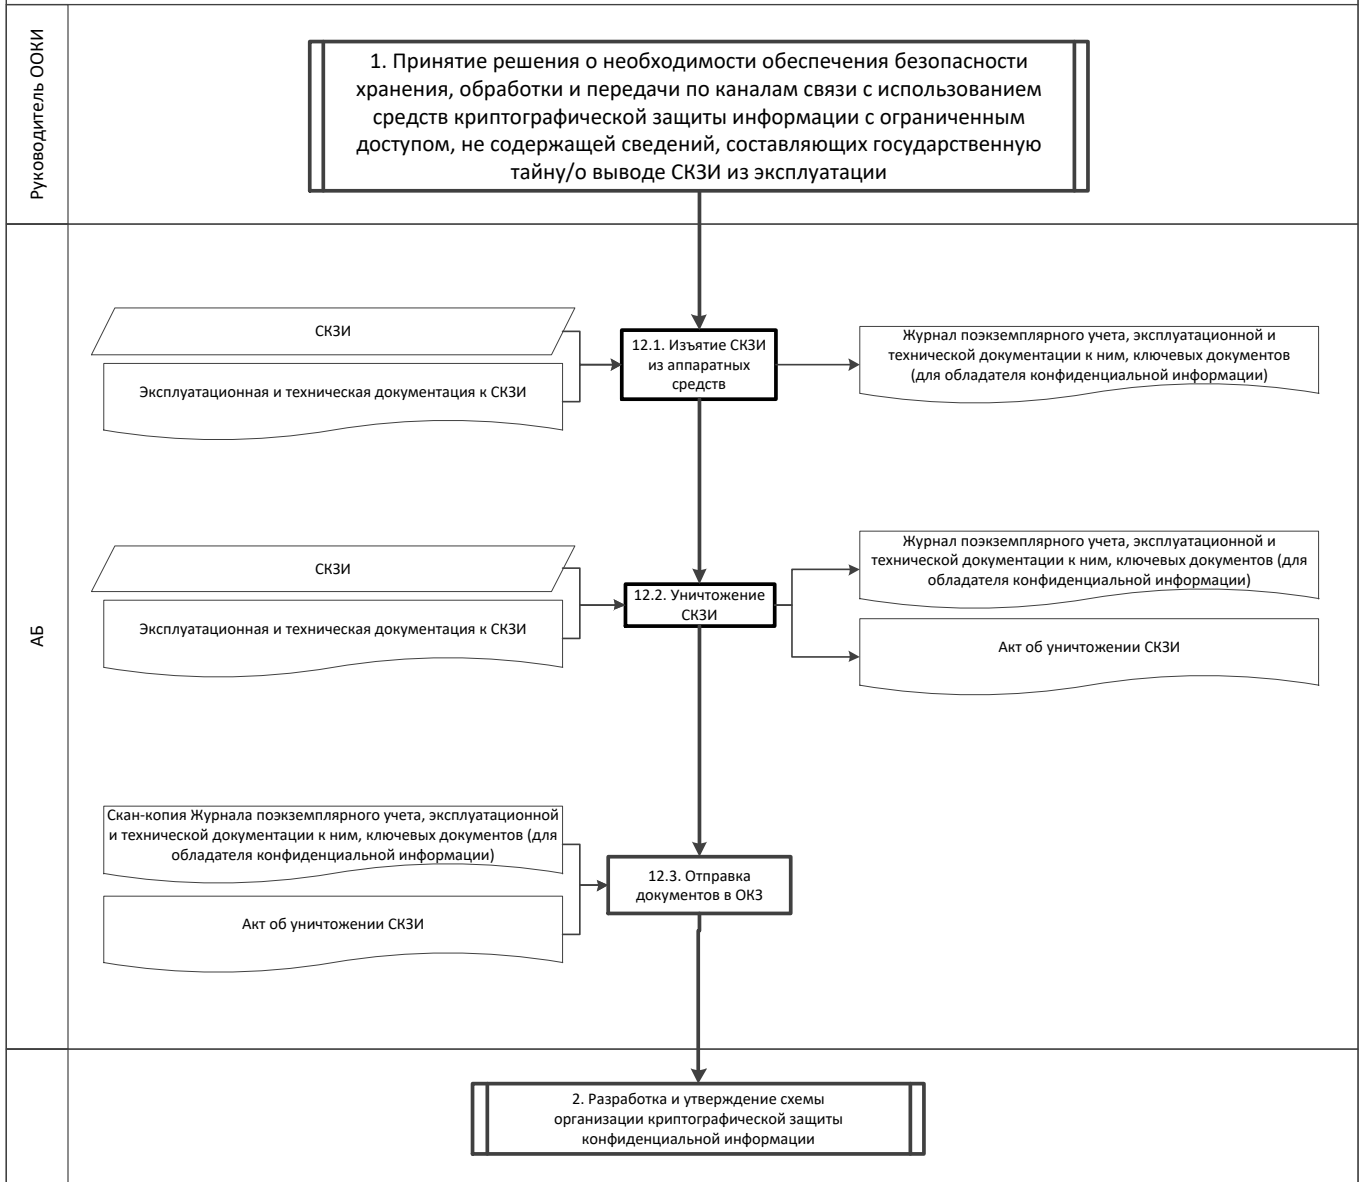 Руководитель ООКИ
1. Принятие решения о необходимости обеспечения безопасности
хранения, обработки и передачи по каналам связи с использованием
средств криптографической защиты информации с ограниченным
доступом, не содержащей сведений, составляющих государственную
тайну/о выводе СКЗИ из эксплуатации
АБ
СКЗИ
Эксплуатационная и техническая документация к СКЗИ
12.1. Изъятие СКЗИ
из аппаратных
средств
Журнал поэкземплярного учета, эксплуатационной и
технической документации к ним, ключевых документов
(для обладателя конфиденциальной информации)
СКЗИ
Эксплуатационная и техническая документация к СКЗИ
12.2. Уничтожение
СКЗИ
Журнал поэкземплярного учета, эксплуатационной и
технической документации к ним, ключевых документов (для
обладателя конфиденциальной информации)
Акт об уничтожении СКЗИ
Скан-копия Журнала поэкземплярного учета, эксплуатационной
и технической документации к ним, ключевых документов (для
обладателя конфиденциальной информации)
Акт об уничтожении СКЗИ
12.3. Отправка
документов в ОКЗ
2. Разработка и утверждение схемы
организации криптографической защиты
конфиденциальной информации